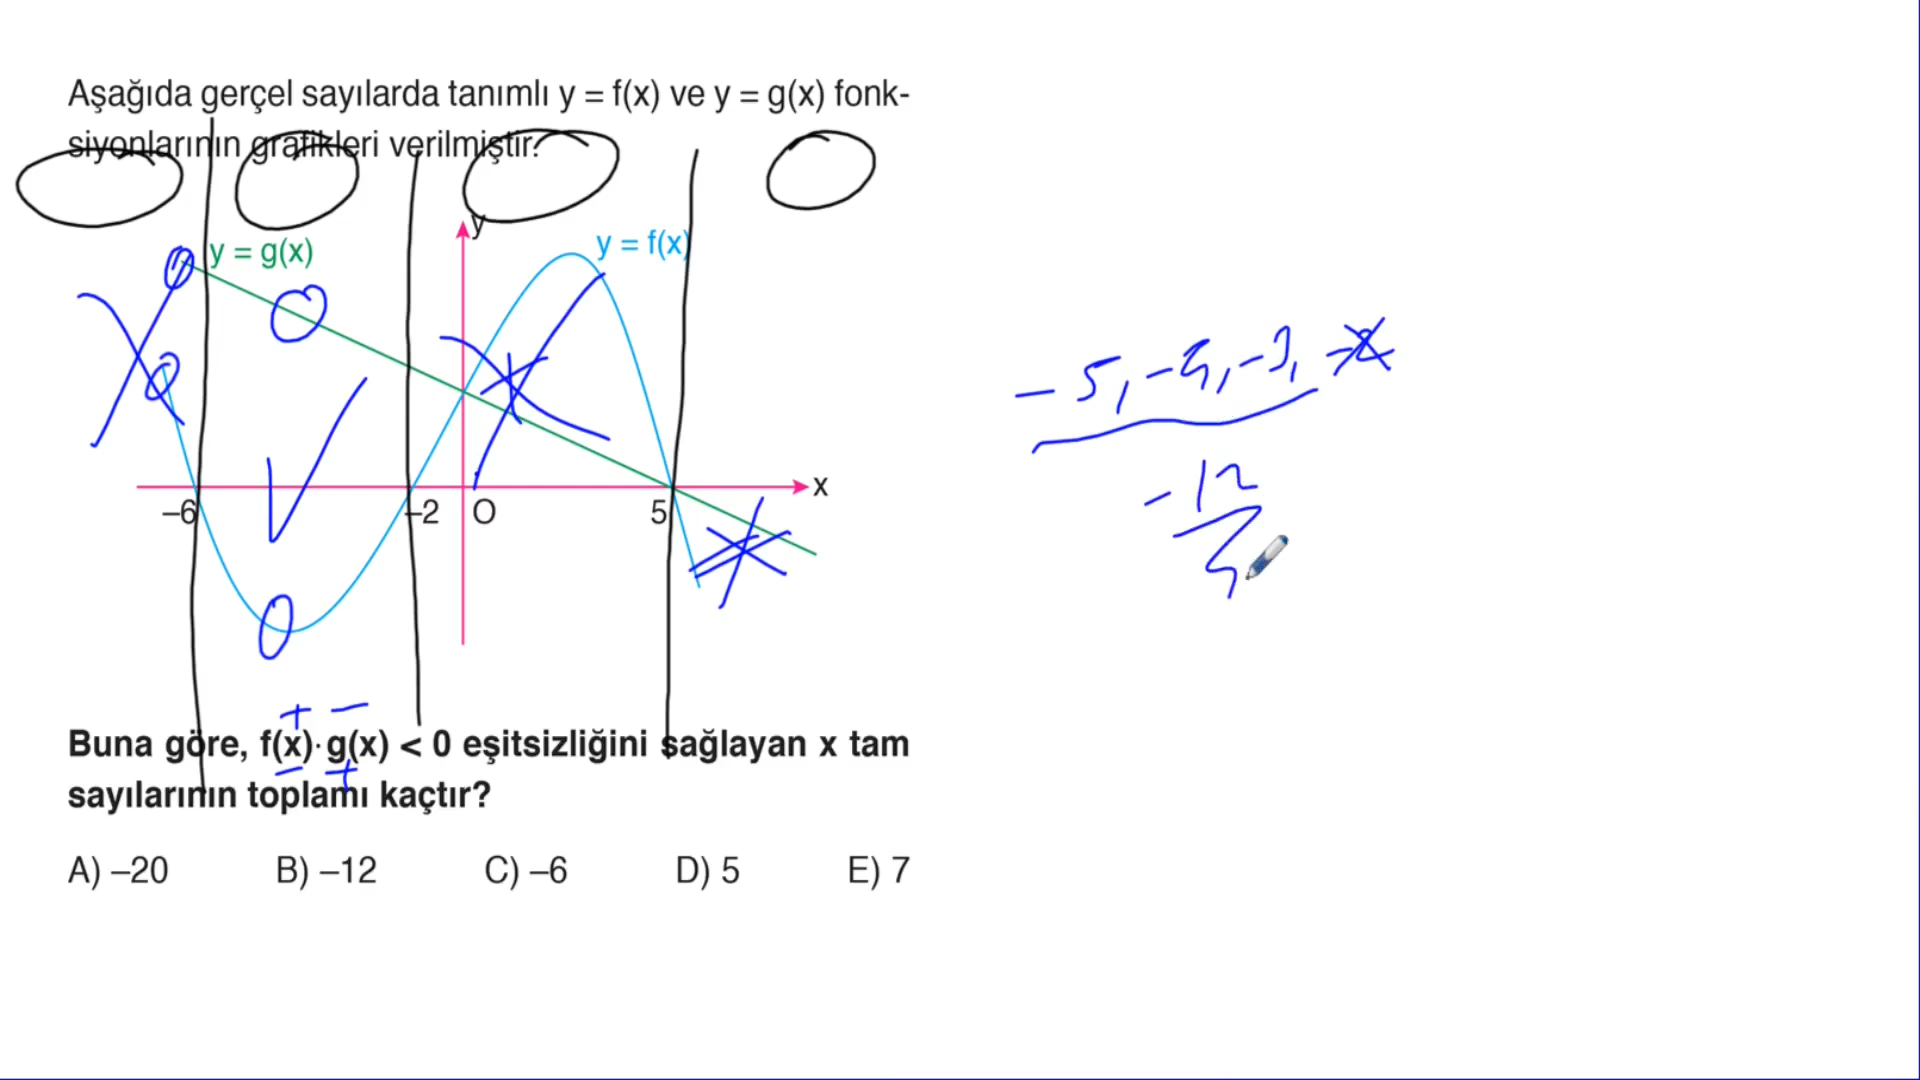 Aşağıda gerçel sayılarda tanımlı y = f(x) ve y = g(x) fonk-
siyonlarının grafikleri verilmiştir.
y
y = g(x)
y = f(x)
-5, -4, -3, -2
-12
–6
–2
O
5
x
+ –
Buna göre, f(x)·g(x) < 0 eşitsizliğini sağlayan x tam
– +
sayılarının toplamı kaçtır?
A) –20 B) –12 C) –6 D) 5 E) 7